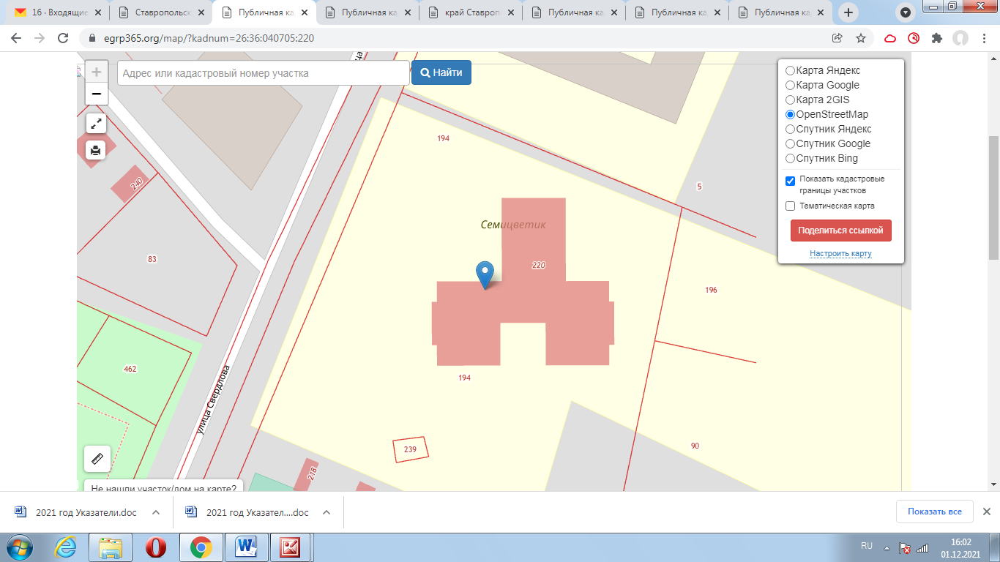 16 · Входящие
Ставропольск
Публичная ка
Публичная ка
край Ставроп
Публичная ка
Публичная ка
Публичная ка
egrp365.org/map/?kadnum=26:36:040705:220
Адрес или кадастровый номер участка
Найти
Карта Яндекс
Карта Google
Карта 2GIS
OpenStreetMap
Спутник Яндекс
Спутник Google
Спутник Bing
Показать кадастровые
границы участков
Тематическая карта
Поделиться ссылкой
Настроить карту
194
240
5
Семицветик
83
220
196
462
194
улица Свердлова
239
90
218
Не нашли участок/дом на карте?
2021 год Указатели.doc
2021 год Указател....doc
Показать все
RU
16:02
01.12.2021